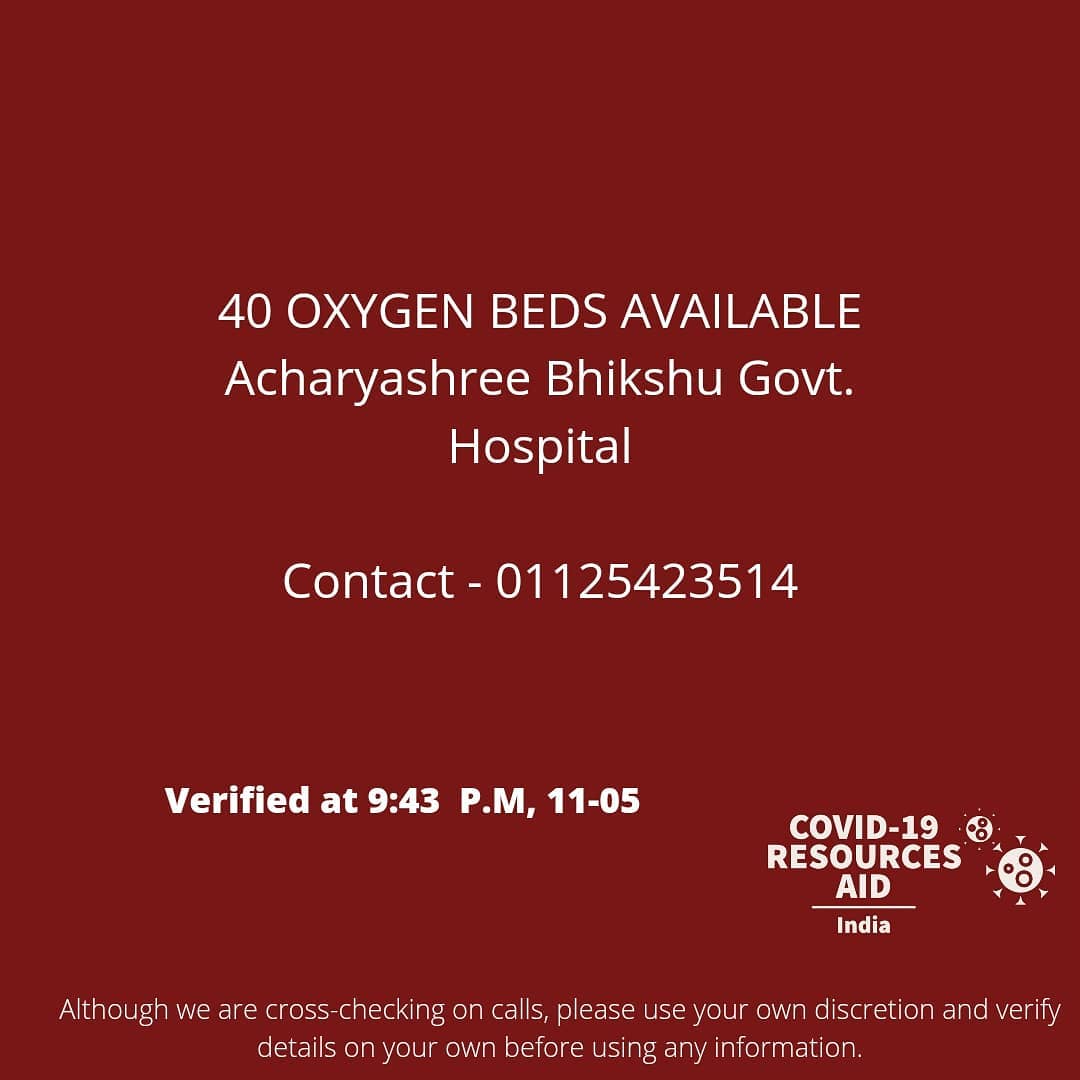 40 OXYGEN BEDS AVAILABLE
Acharyashree Bhikshu Govt.
Hospital
Contact - 01125423514
Verified at 9:43 P.M, 11-05
COVID-19
RESOURCES
AID
India
Although we are cross-checking on calls, please use your own discretion and verify
details on your own before using any information.